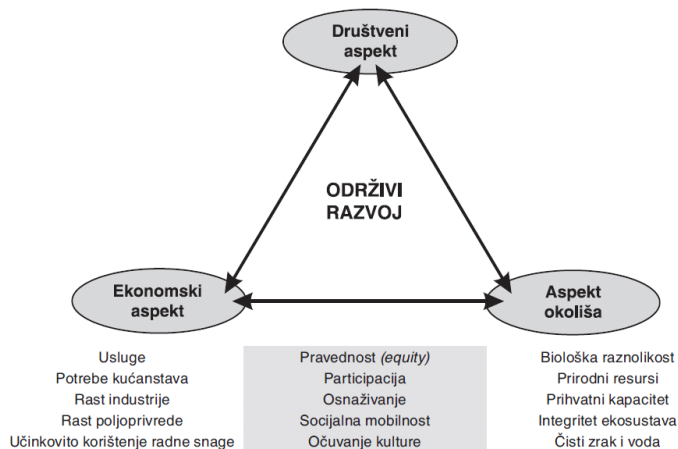 Društveni
aspekt
ODRŽIVI
RAZVOJ
Ekonomski
aspekt
Aspekt
okoliša
Usluge
Potrebe kućanstava
Rast industrije
Rast poljoprivrede
Učinkovito korištenje radne snage
Pravednost (equity)
Participacija
Osnaživanje
Socijalna mobilnost
Očuvanje kulture
Biološka raznolikost
Prirodni resursi
Prihvatni kapacitet
Integritet ekosustava
Čisti zrak i voda